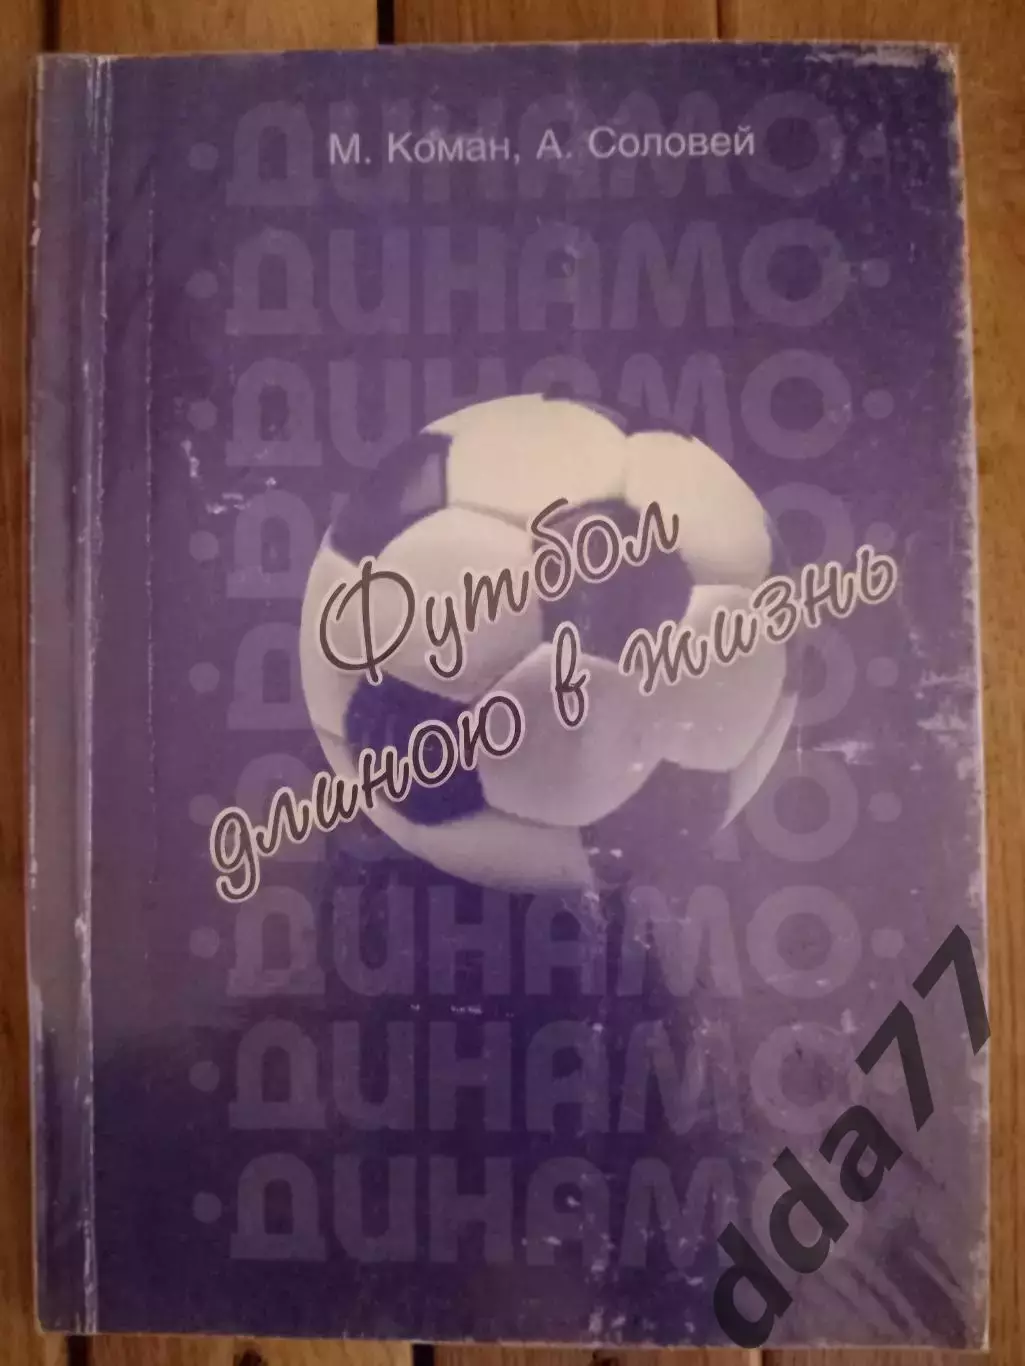 М. Коман, А. Соловей
ДИНАМО·
·ДИНАМО·
·ДИНАМО·
Футбол
длиною в жизнь
·ДИНАМО·
·ДИНАМО·
·ДИНАМО
dda77